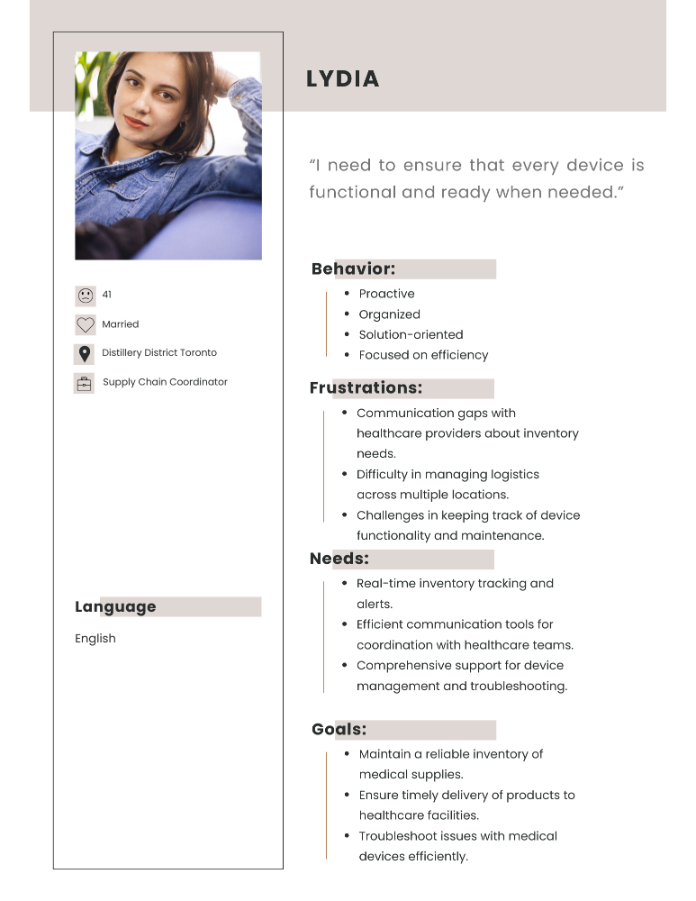 LYDIA
“I need to ensure that every device is
functional and ready when needed.”
41
Married
Distillery District Toronto
Supply Chain Coordinator
Language
English
Behavior:
Proactive
Organized
Solution-oriented
Focused on efficiency
Frustrations:
Communication gaps with
healthcare providers about inventory
needs.
Difficulty in managing logistics
across multiple locations.
Challenges in keeping track of device
functionality and maintenance.
Needs:
Real-time inventory tracking and
alerts.
Efficient communication tools for
coordination with healthcare teams.
Comprehensive support for device
management and troubleshooting.
Goals:
Maintain a reliable inventory of
medical supplies.
Ensure timely delivery of products to
healthcare facilities.
Troubleshoot issues with medical
devices efficiently.